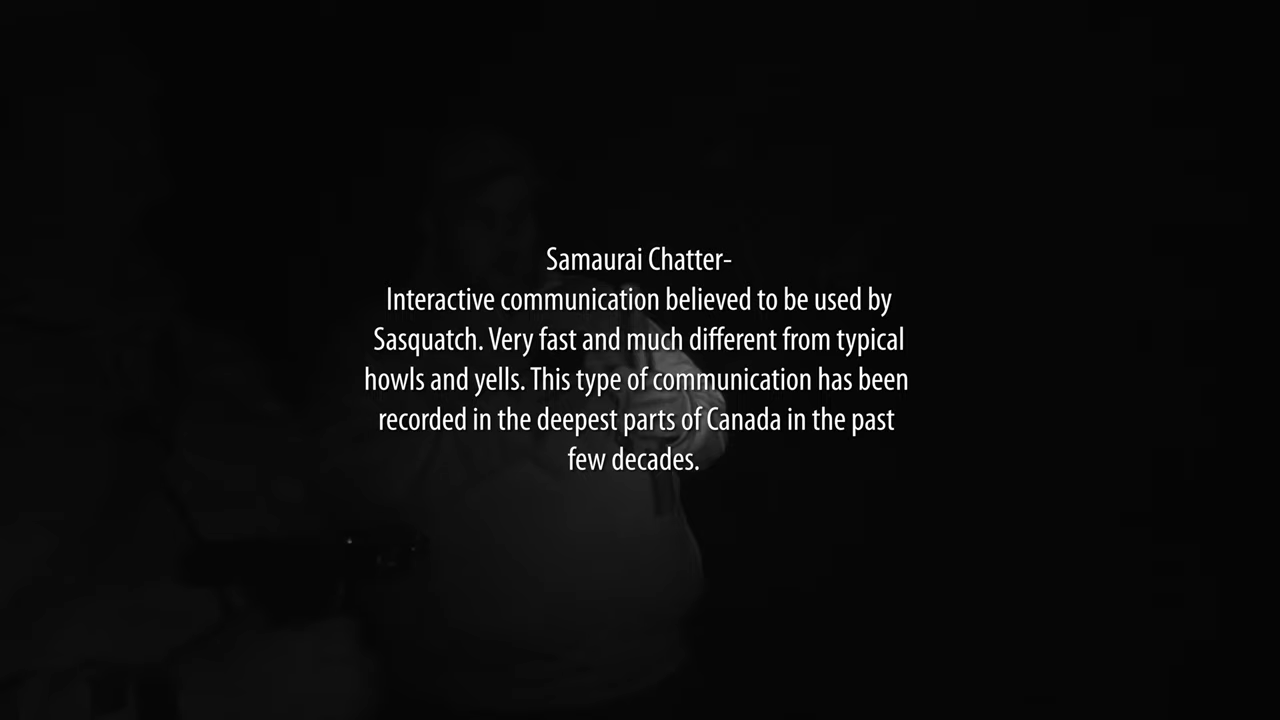 Samaurai Chatter-
Interactive communication believed to be used by
Sasquatch. Very fast and much different from typical
howls and yells. This type of communication has been
recorded in the deepest parts of Canada in the past
few decades.